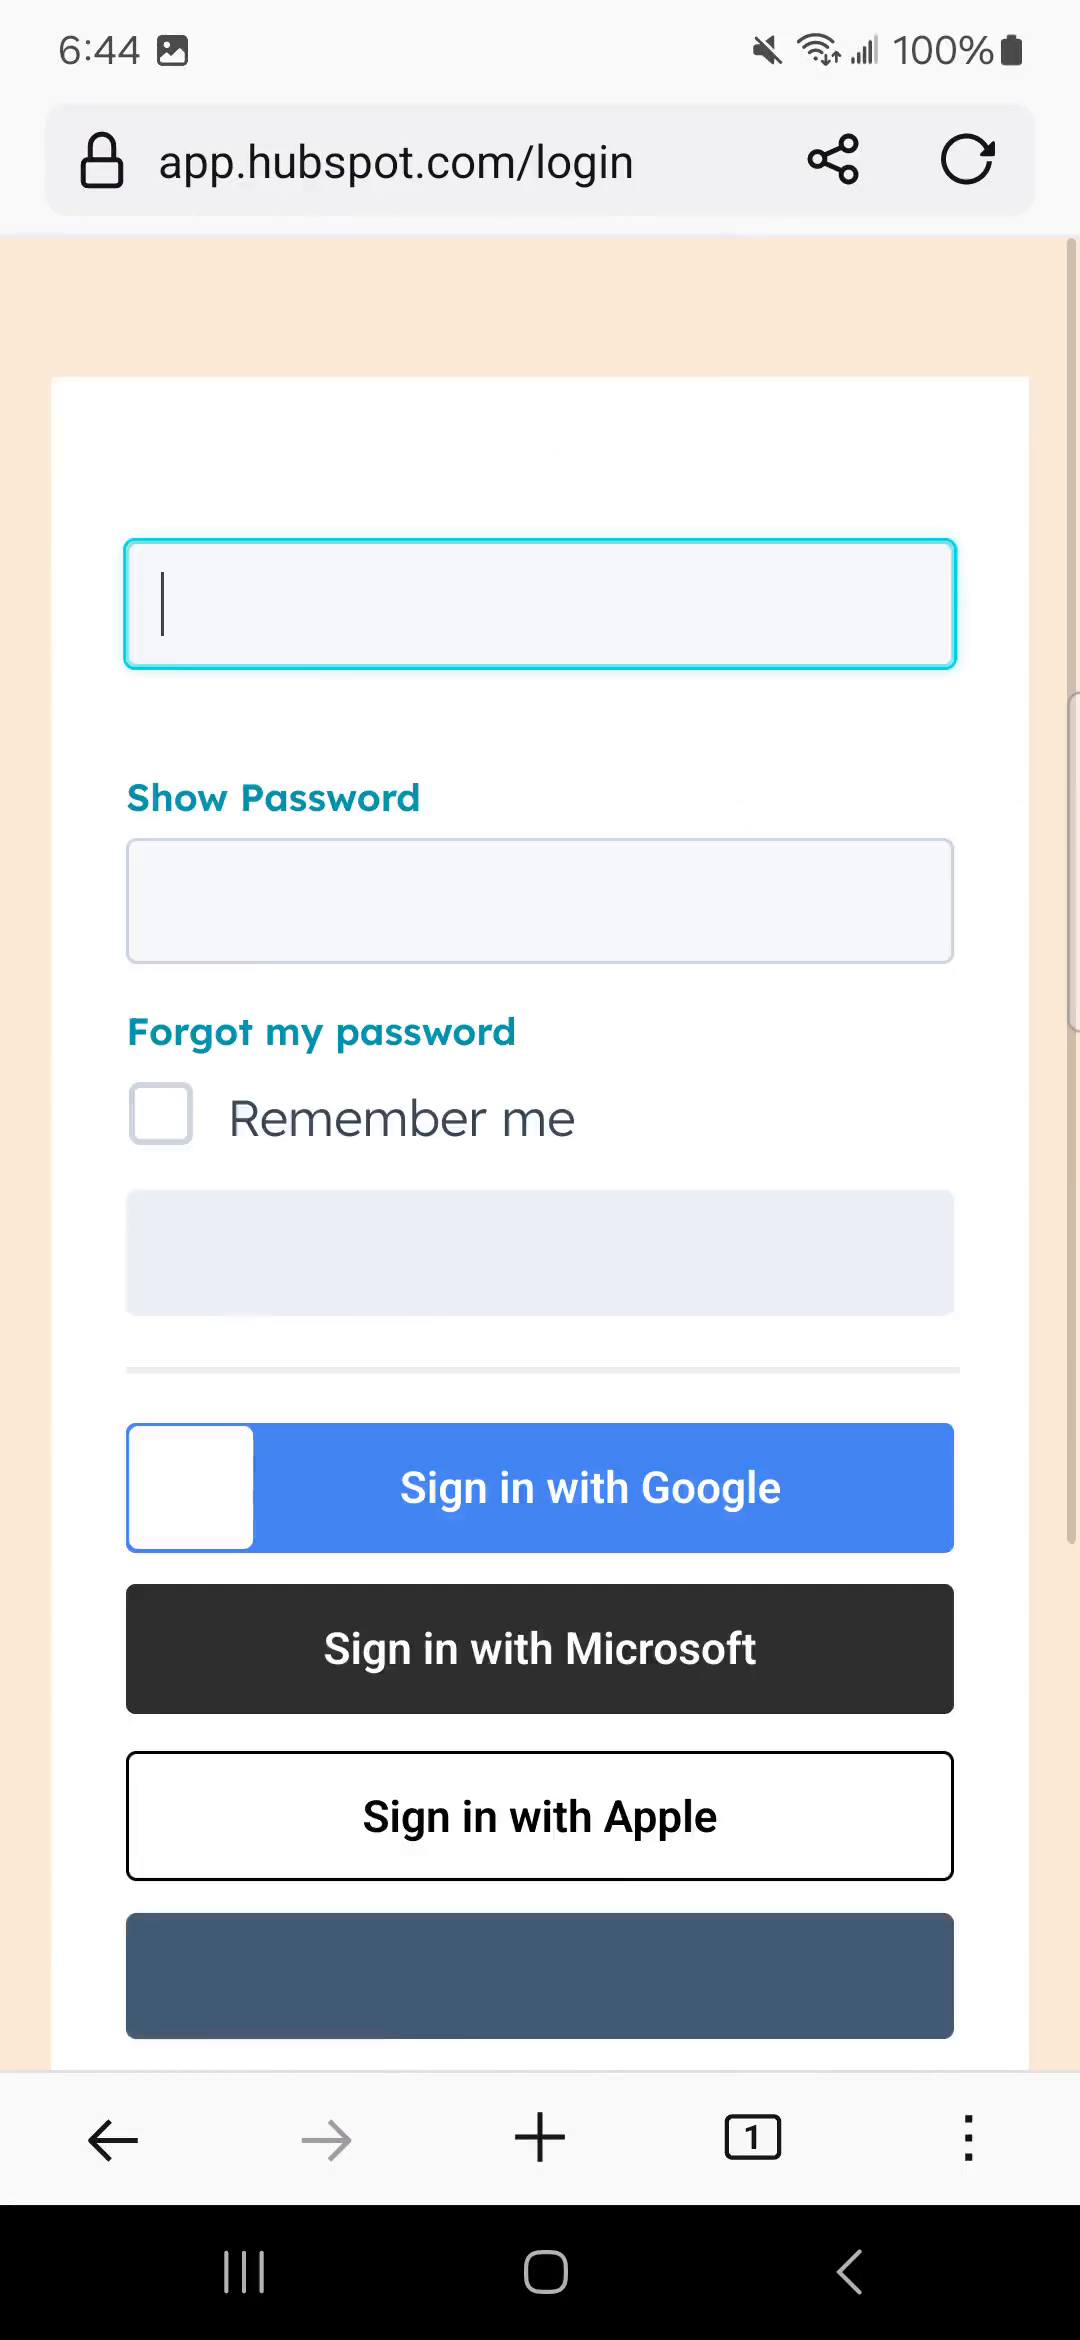 6:44
100%
app.hubspot.com/login
Show Password
Forgot my password
Remember me
Sign in with Google
Sign in with Microsoft
Sign in with Apple
1